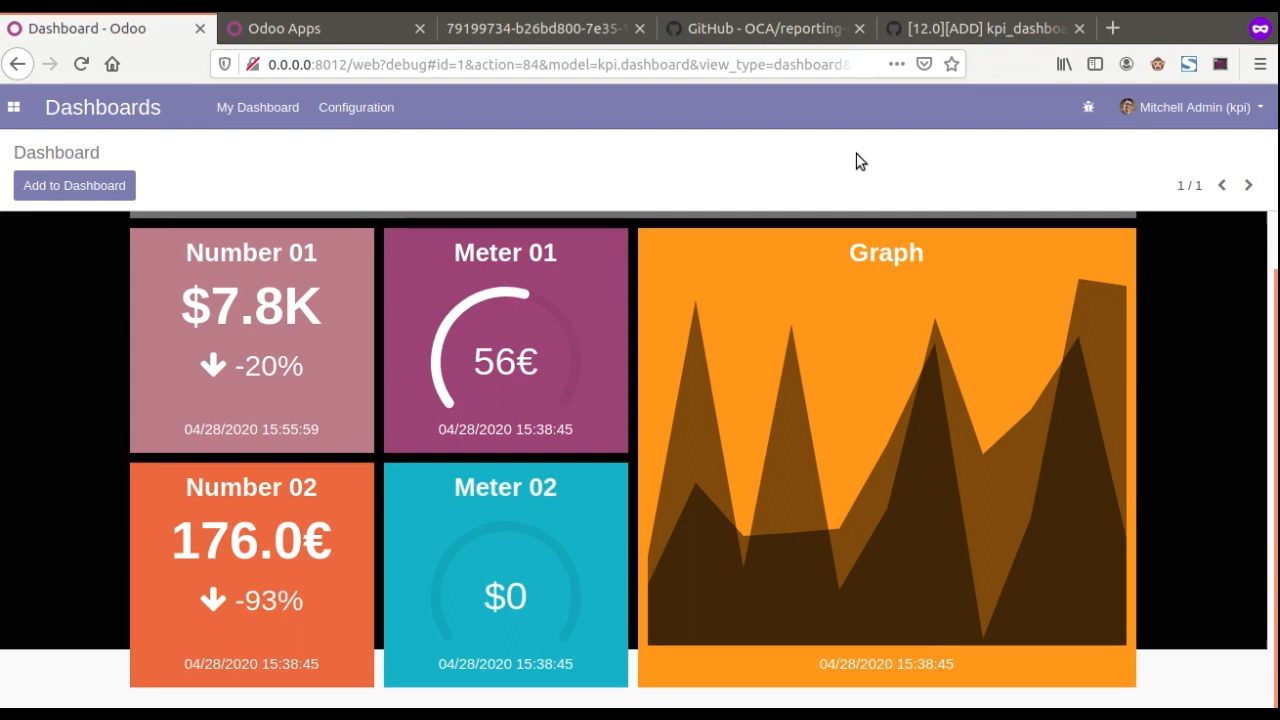 Dashboard - Odoo
Odoo Apps
79199734-b26bd800-7e35-1
GitHub - OCA/reporting-
[12.0][ADD] kpi_dashboa
0.0.0.0:8012/web?debug#id=1&action=84&model=kpi.dashboard&view_type=dashboard&
Dashboards
My Dashboard
Configuration
Mitchell Admin (kpi)
Dashboard
Add to Dashboard
1 / 1
Number 01
$7.8K
-20%
04/28/2020 15:55:59
Meter 01
56€
04/28/2020 15:38:45
Graph
04/28/2020 15:38:45
Number 02
176.0€
-93%
04/28/2020 15:38:45
Meter 02
$0
04/28/2020 15:38:45